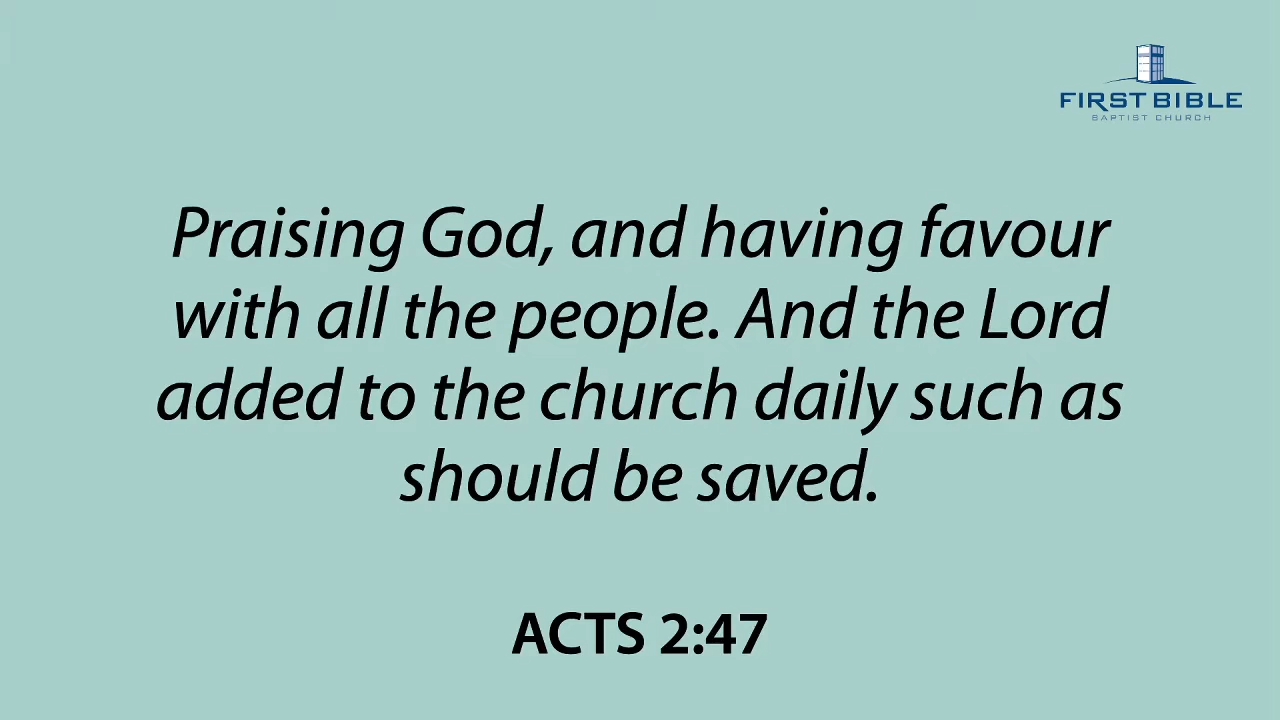 FIRST BIBLE
BAPTIST CHURCH
Praising God, and having favour
with all the people. And the Lord
added to the church daily such as
should be saved.
ACTS 2:47